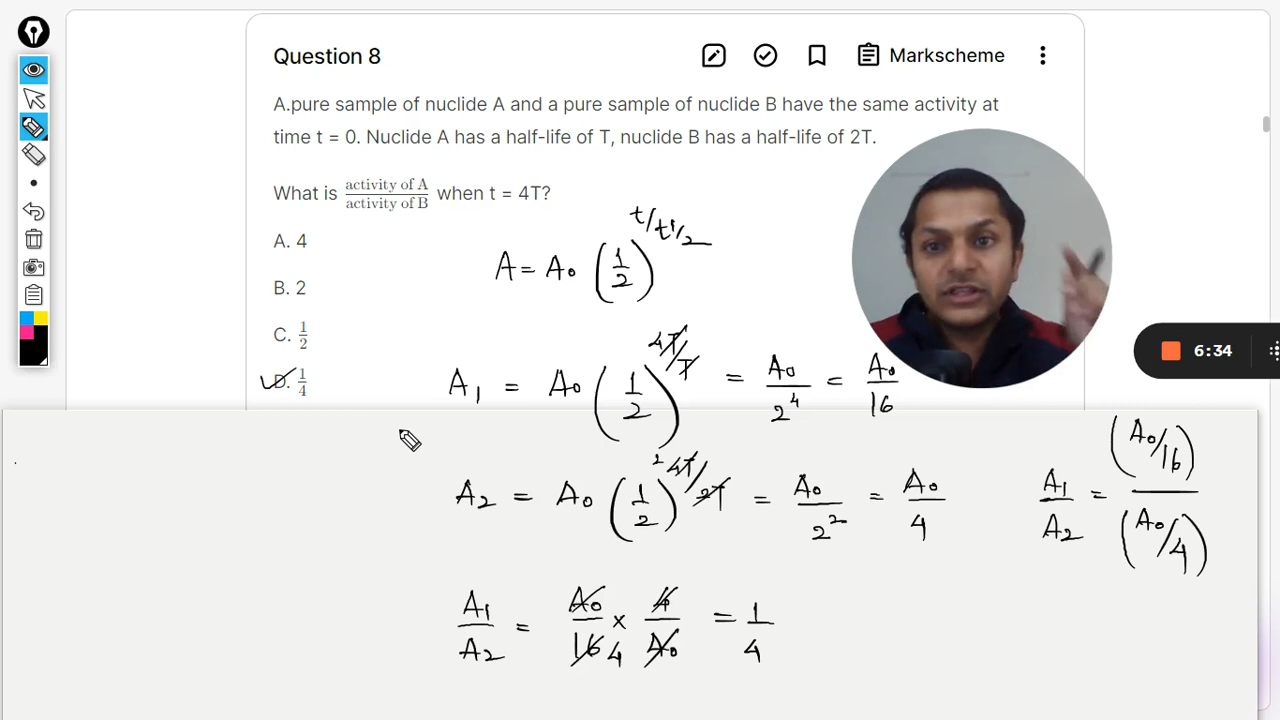 Question 8
Markscheme
A.pure sample of nuclide A and a pure sample of nuclide B have the same activity at
time t = 0. Nuclide A has a half-life of T, nuclide B has a half-life of 2T.
What is activity of A / activity of B when t = 4T?
A. 4
B. 2
C. 1/2
D. 1/4
A = A₀ (1/2)^(t/t1/2)
A₁ = A₀ (1/2)^(4T/T) = A₀/2⁴ = A₀/16
A₂ = A₀ (1/2)^(2 4T/2T) = A₀/2² = A₀/4
A₁/A₂ = (A₀/16)/(A₀/4)
A₁/A₂ = A₀/16 4 × 4/A₀ = 1/4
6:34